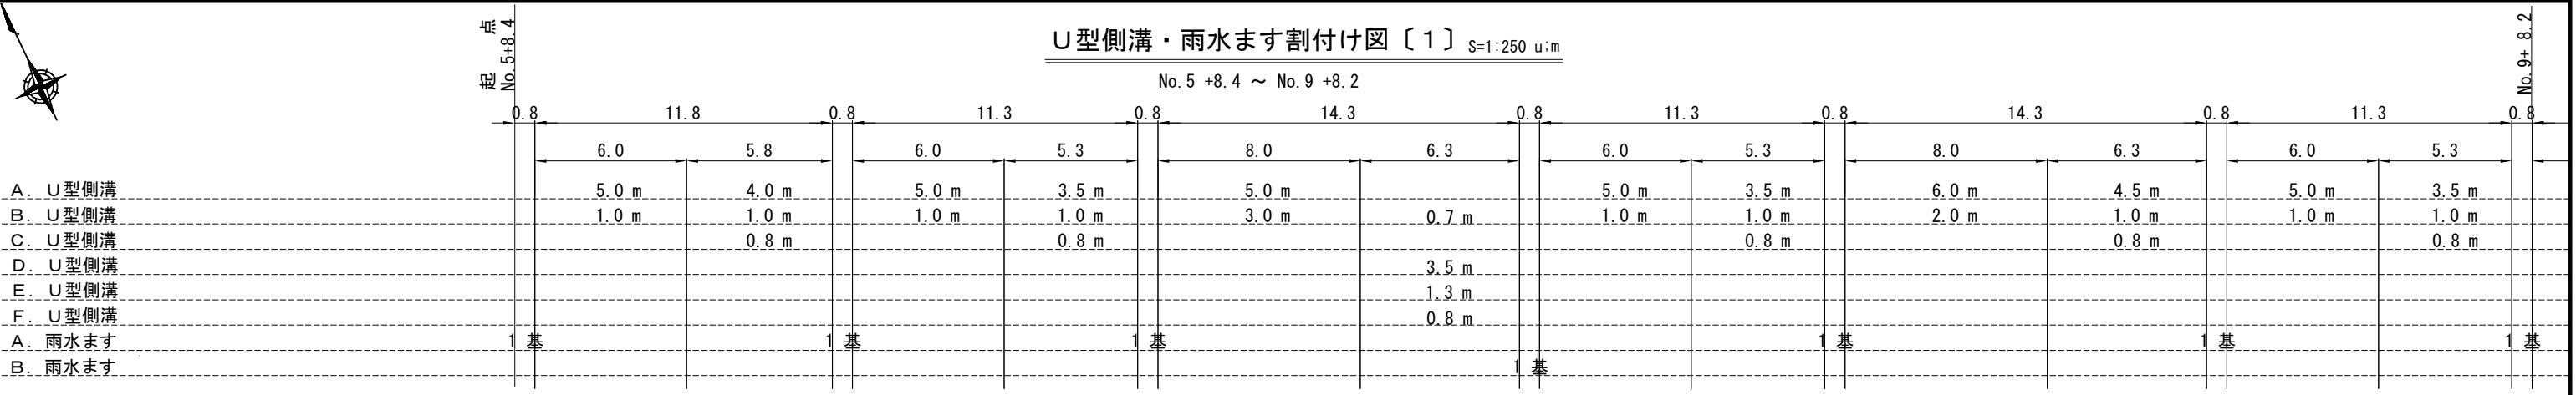 起点
No.5+8.4
U型側溝・雨水ます割付け図〔1〕 S=1:250 u:m
No.5 +8.4 ～ No.9 +8.2
No.9+ 8.2
0.8 11.8 0.8 11.3 0.8 14.3 0.8 11.3 0.8 14.3 0.8 11.3 0.8
6.0 5.8 6.0 5.3 8.0 6.3 6.0 5.3 8.0 6.3 6.0 5.3
A. U型側溝 5.0 m 4.0 m 5.0 m 3.5 m 5.0 m 5.0 m 3.5 m 6.0 m 4.5 m 5.0 m 3.5 m
B. U型側溝 1.0 m 1.0 m 1.0 m 1.0 m 3.0 m 0.7 m 1.0 m 1.0 m 2.0 m 1.0 m 1.0 m 1.0 m
C. U型側溝 0.8 m 0.8 m 0.8 m 0.8 m 0.8 m
D. U型側溝 3.5 m
E. U型側溝 1.3 m
F. U型側溝 0.8 m
A. 雨水ます 1 基 1 基 1 基 1 基 1 基 1 基
B. 雨水ます 1 基